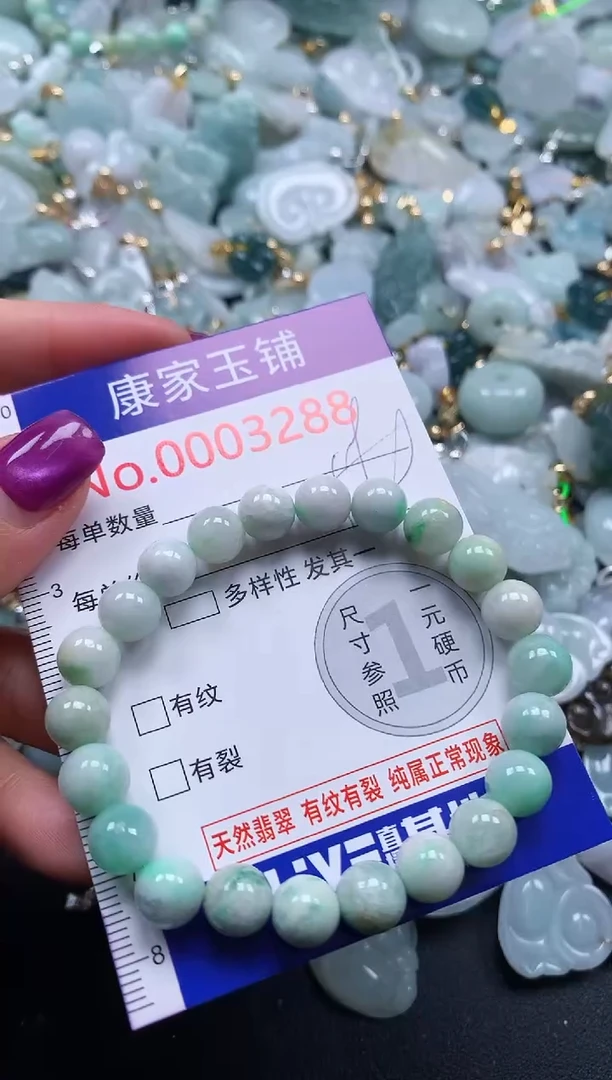 康家玉铺
No.0003288
每单数量
多样性 发其一
尺寸参照
1
一元硬币
有纹
有裂
天然翡翠 有纹有裂 纯属正常现象
0
3
8